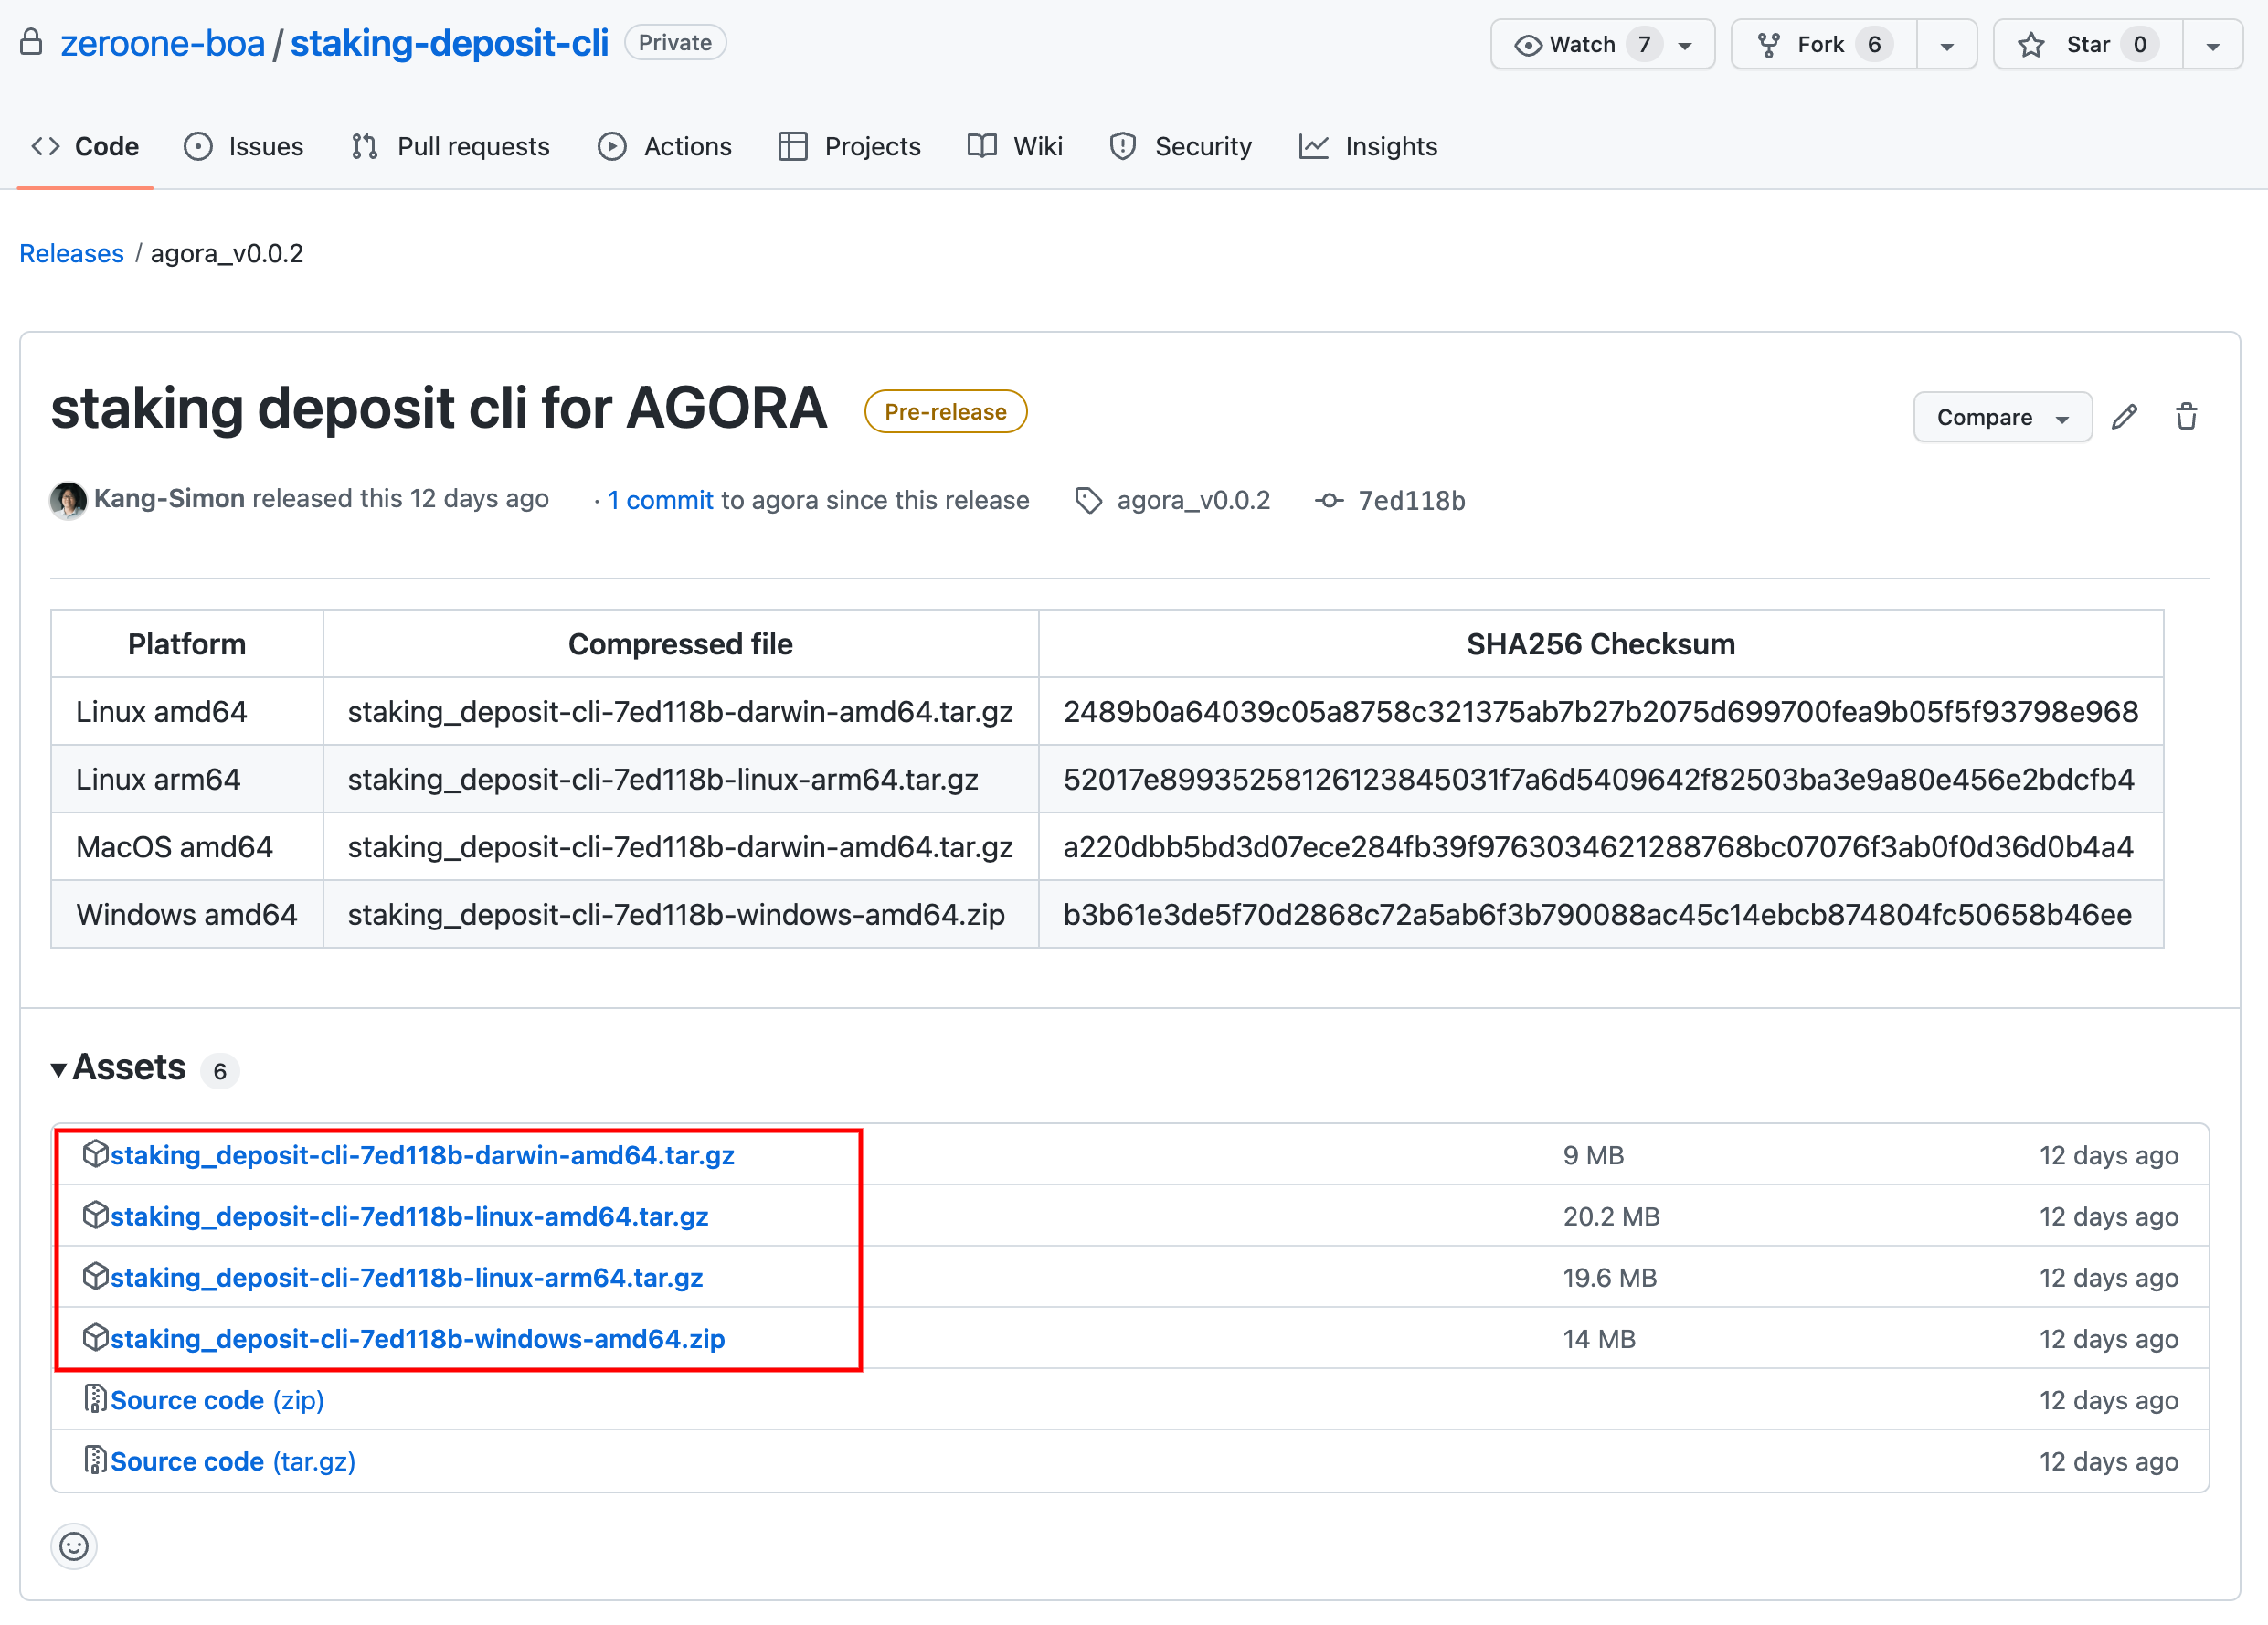 zeroone-boa / staking-deposit-cli Private Watch 7 Fork 6 Star 0
Code Issues Pull requests Actions Projects Wiki Security Insights
Releases / agora_v0.0.2
staking deposit cli for AGORA Pre-release Compare
Kang-Simon released this 12 days ago · 1 commit to agora since this release agora_v0.0.2 7ed118b
Platform Compressed file SHA256 Checksum
Linux amd64 staking_deposit-cli-7ed118b-darwin-amd64.tar.gz 2489b0a64039c05a8758c321375ab7b27b2075d699700fea9b05f5f93798e968
Linux arm64 staking_deposit-cli-7ed118b-linux-arm64.tar.gz 52017e89935258126123845031f7a6d5409642f82503ba3e9a80e456e2bdcfb4
MacOS amd64 staking_deposit-cli-7ed118b-darwin-amd64.tar.gz a220dbb5bd3d07ece284fb39f9763034621288768bc07076f3ab0f0d36d0b4a4
Windows amd64 staking_deposit-cli-7ed118b-windows-amd64.zip b3b61e3de5f70d2868c72a5ab6f3b790088ac45c14ebcb874804fc50658b46ee
Assets 6
staking_deposit-cli-7ed118b-darwin-amd64.tar.gz 9 MB 12 days ago
staking_deposit-cli-7ed118b-linux-amd64.tar.gz 20.2 MB 12 days ago
staking_deposit-cli-7ed118b-linux-arm64.tar.gz 19.6 MB 12 days ago
staking_deposit-cli-7ed118b-windows-amd64.zip 14 MB 12 days ago
Source code (zip) 12 days ago
Source code (tar.gz) 12 days ago